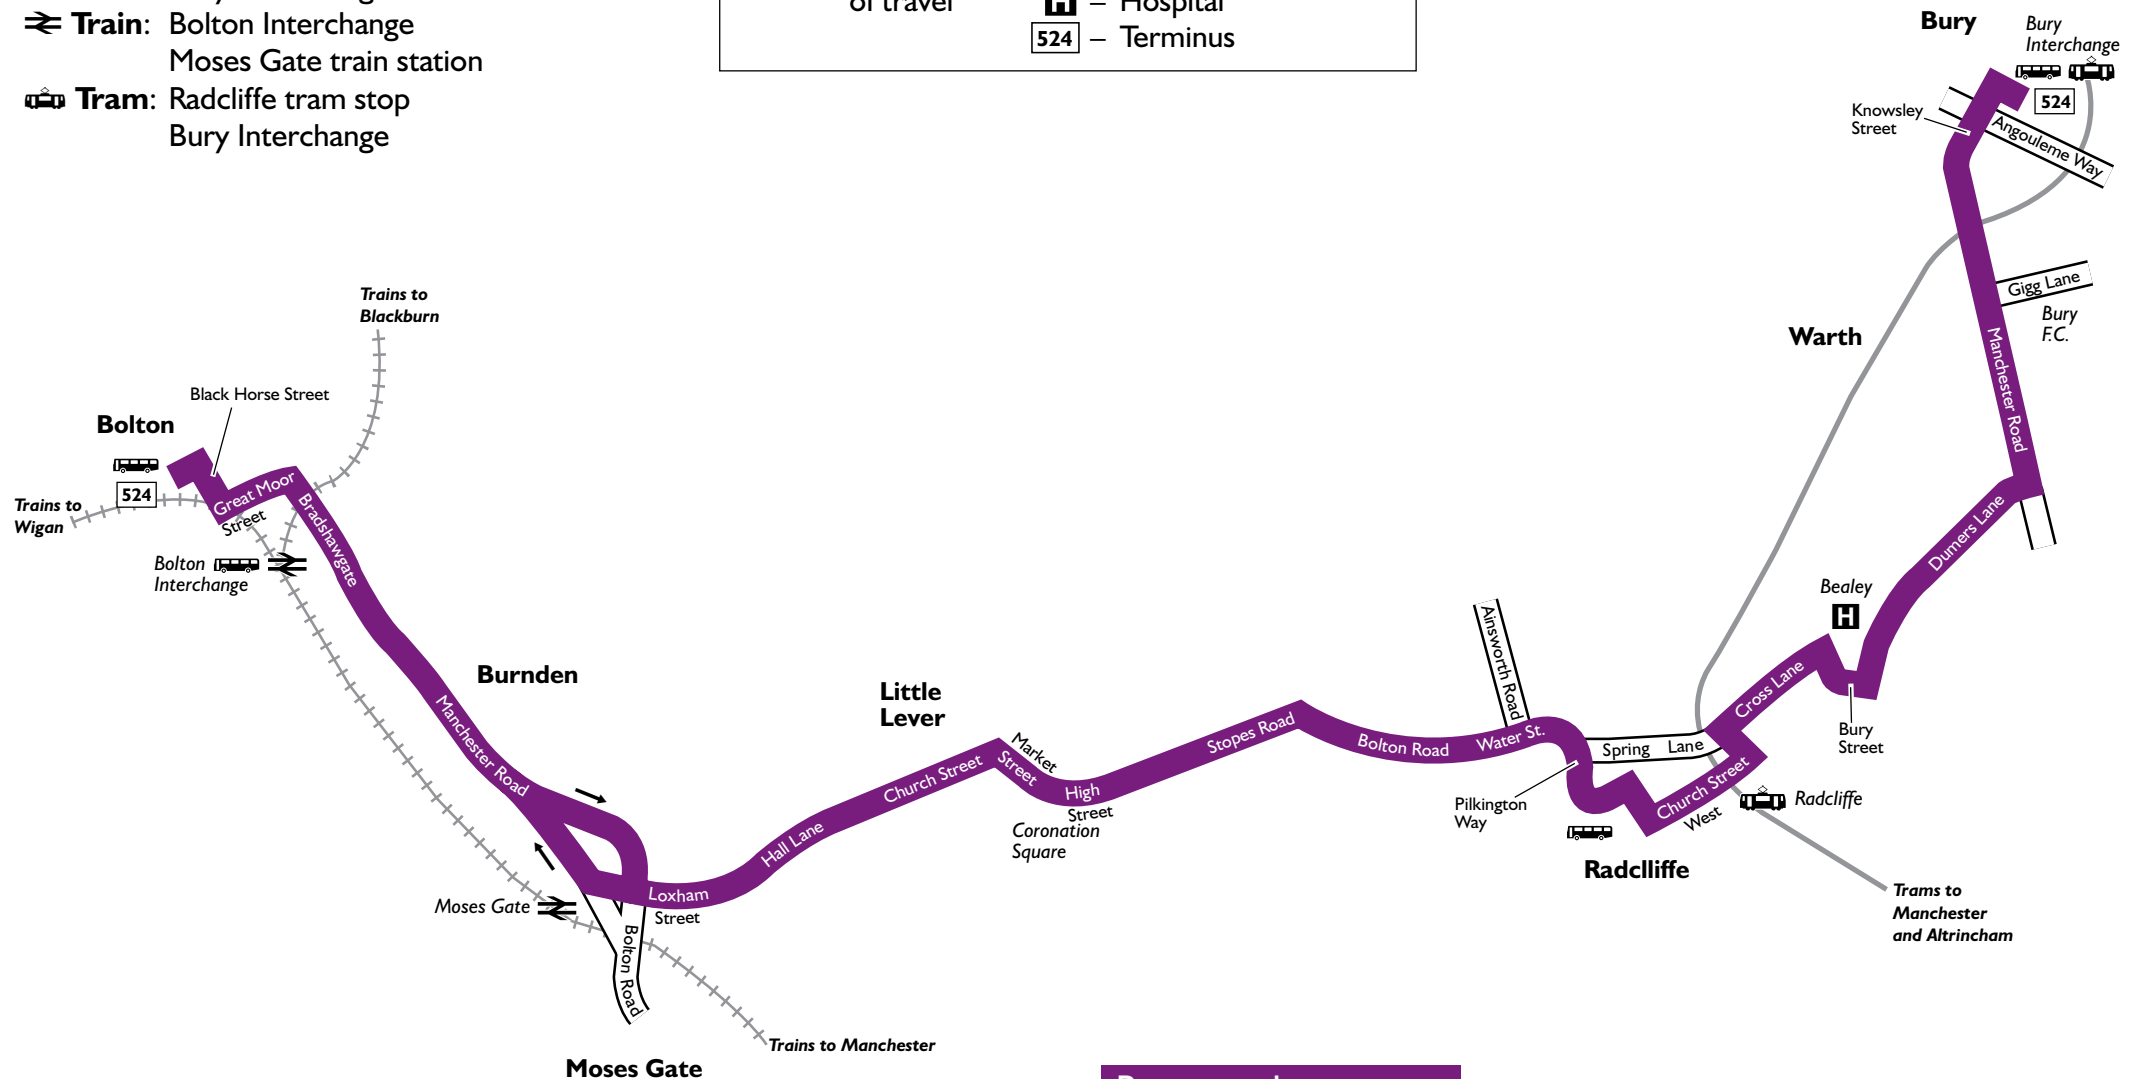 of travel
– Hospital
524 – Terminus
Train: Bolton Interchange
Moses Gate train station
Tram: Radcliffe tram stop
Bury Interchange
Bury
Bury
Interchange
524
Knowsley
Street
Angouleme Way
Gigg Lane
Bury
F.C.
Warth
Manchester Road
Trains to
Blackburn
Black Horse Street
Bolton
524
Trains to
Wigan
Great Moor
Street
Bradshawgate
Bolton
Interchange
Burnden
Manchester Road
Little
Lever
Market
Street
Church Street
Hall Lane
High
Street
Coronation
Square
Stopes Road
Bolton Road
Water St.
Ainsworth Road
Spring Lane
Pilkington
Way
Radclliffe
Church Street
West
Radcliffe
Cross Lane
Bealey
H
Bury
Street
Dumers Lane
Trams to
Manchester
and Altrincham
Loxham
Street
Moses Gate
Bolton Road
Trains to Manchester
Moses Gate